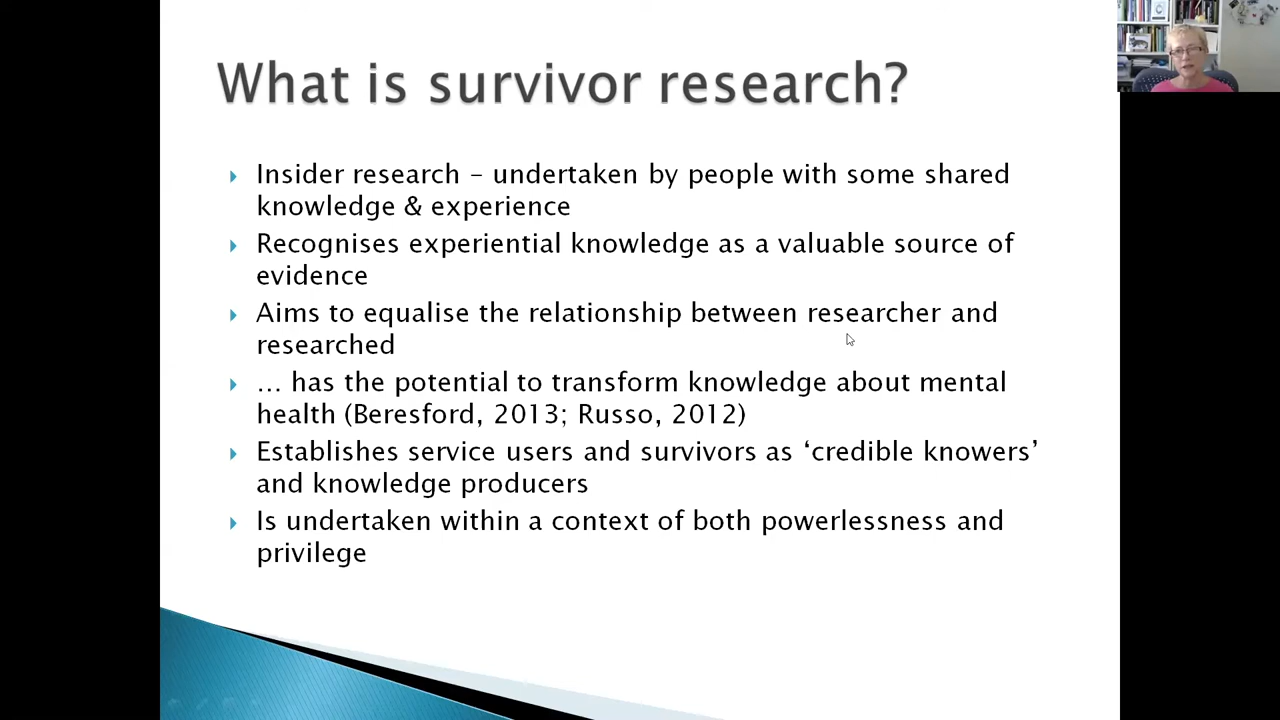 What is survivor research?
Insider research – undertaken by people with some shared
knowledge & experience
Recognises experiential knowledge as a valuable source of
evidence
Aims to equalise the relationship between researcher and
researched
… has the potential to transform knowledge about mental
health (Beresford, 2013; Russo, 2012)
Establishes service users and survivors as ‘credible knowers’
and knowledge producers
Is undertaken within a context of both powerlessness and
privilege